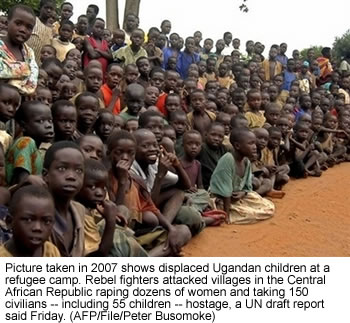 Picture taken in 2007 shows displaced Ugandan children at a
refugee camp. Rebel fighters attacked villages in the Central
African Republic raping dozens of women and taking 150
civilians -- including 55 children -- hostage, a UN draft report
said Friday. (AFP/File/Peter Busomoke)